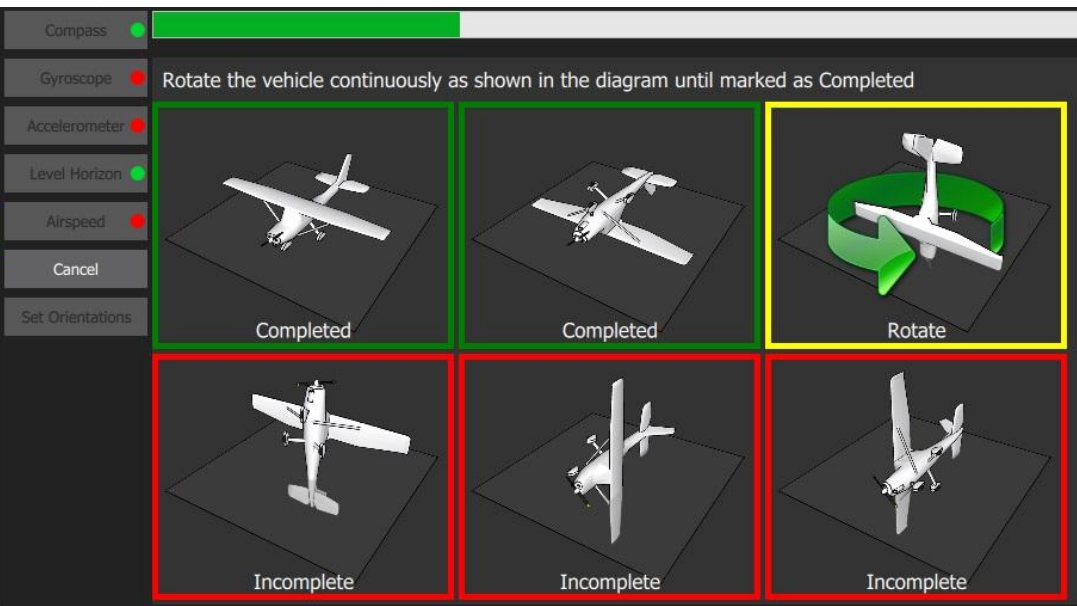 Compass
Gyroscope
Accelerometer
Level Horizon
Airspeed
Cancel
Set Orientations
Rotate the vehicle continuously as shown in the diagram until marked as Completed
Completed
Completed
Rotate
Incomplete
Incomplete
Incomplete